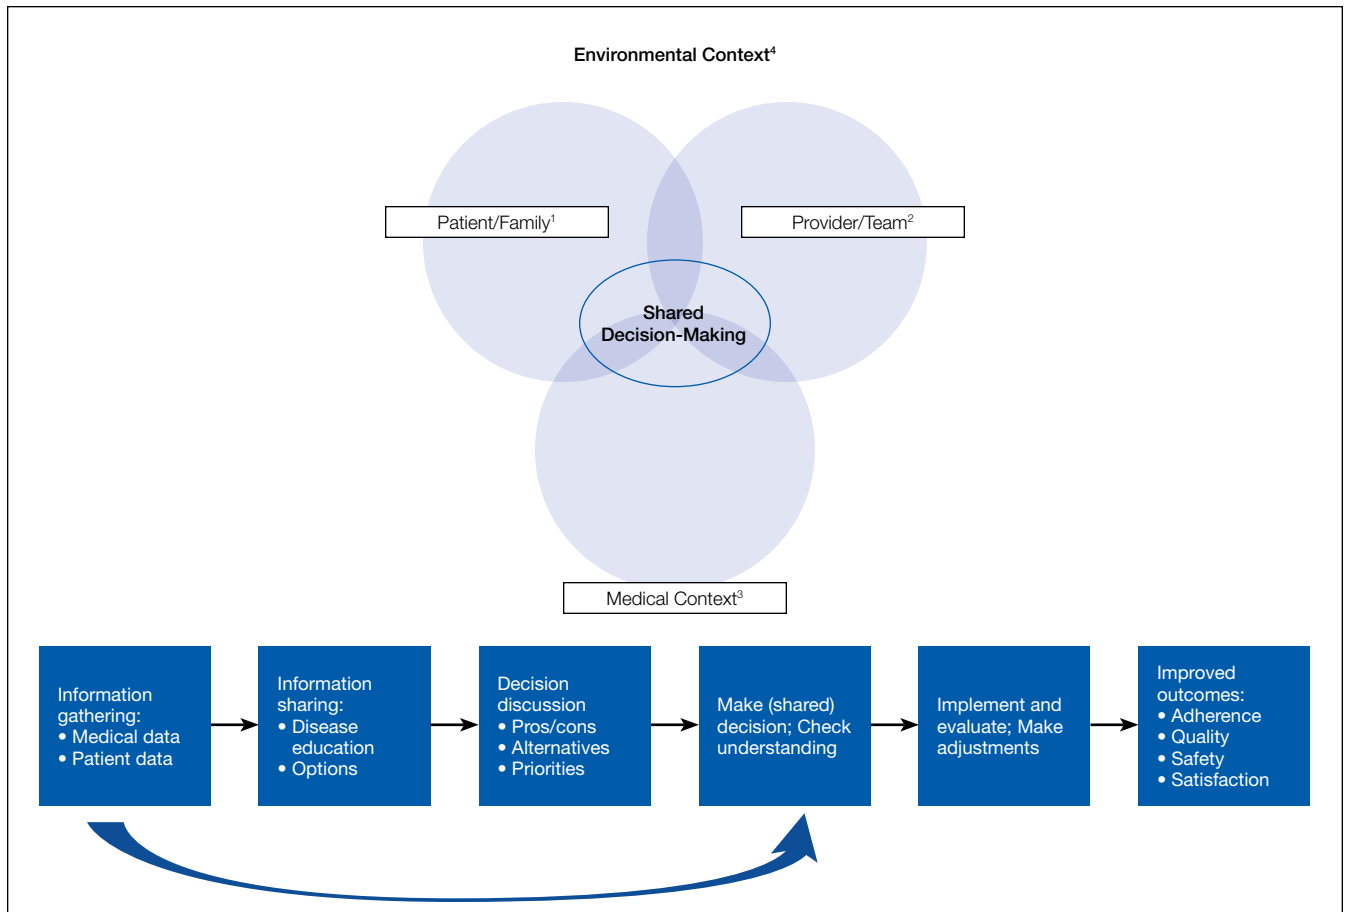 Environmental Context⁴
Patient/Family¹
Provider/Team²
Shared
Decision-Making
Medical Context³
Information
gathering:
• Medical data
• Patient data
Information
sharing:
• Disease
education
• Options
Decision
discussion
• Pros/cons
• Alternatives
• Priorities
Make (shared)
decision; Check
understanding
Implement and
evaluate; Make
adjustments
Improved
outcomes:
• Adherence
• Quality
• Safety
• Satisfaction